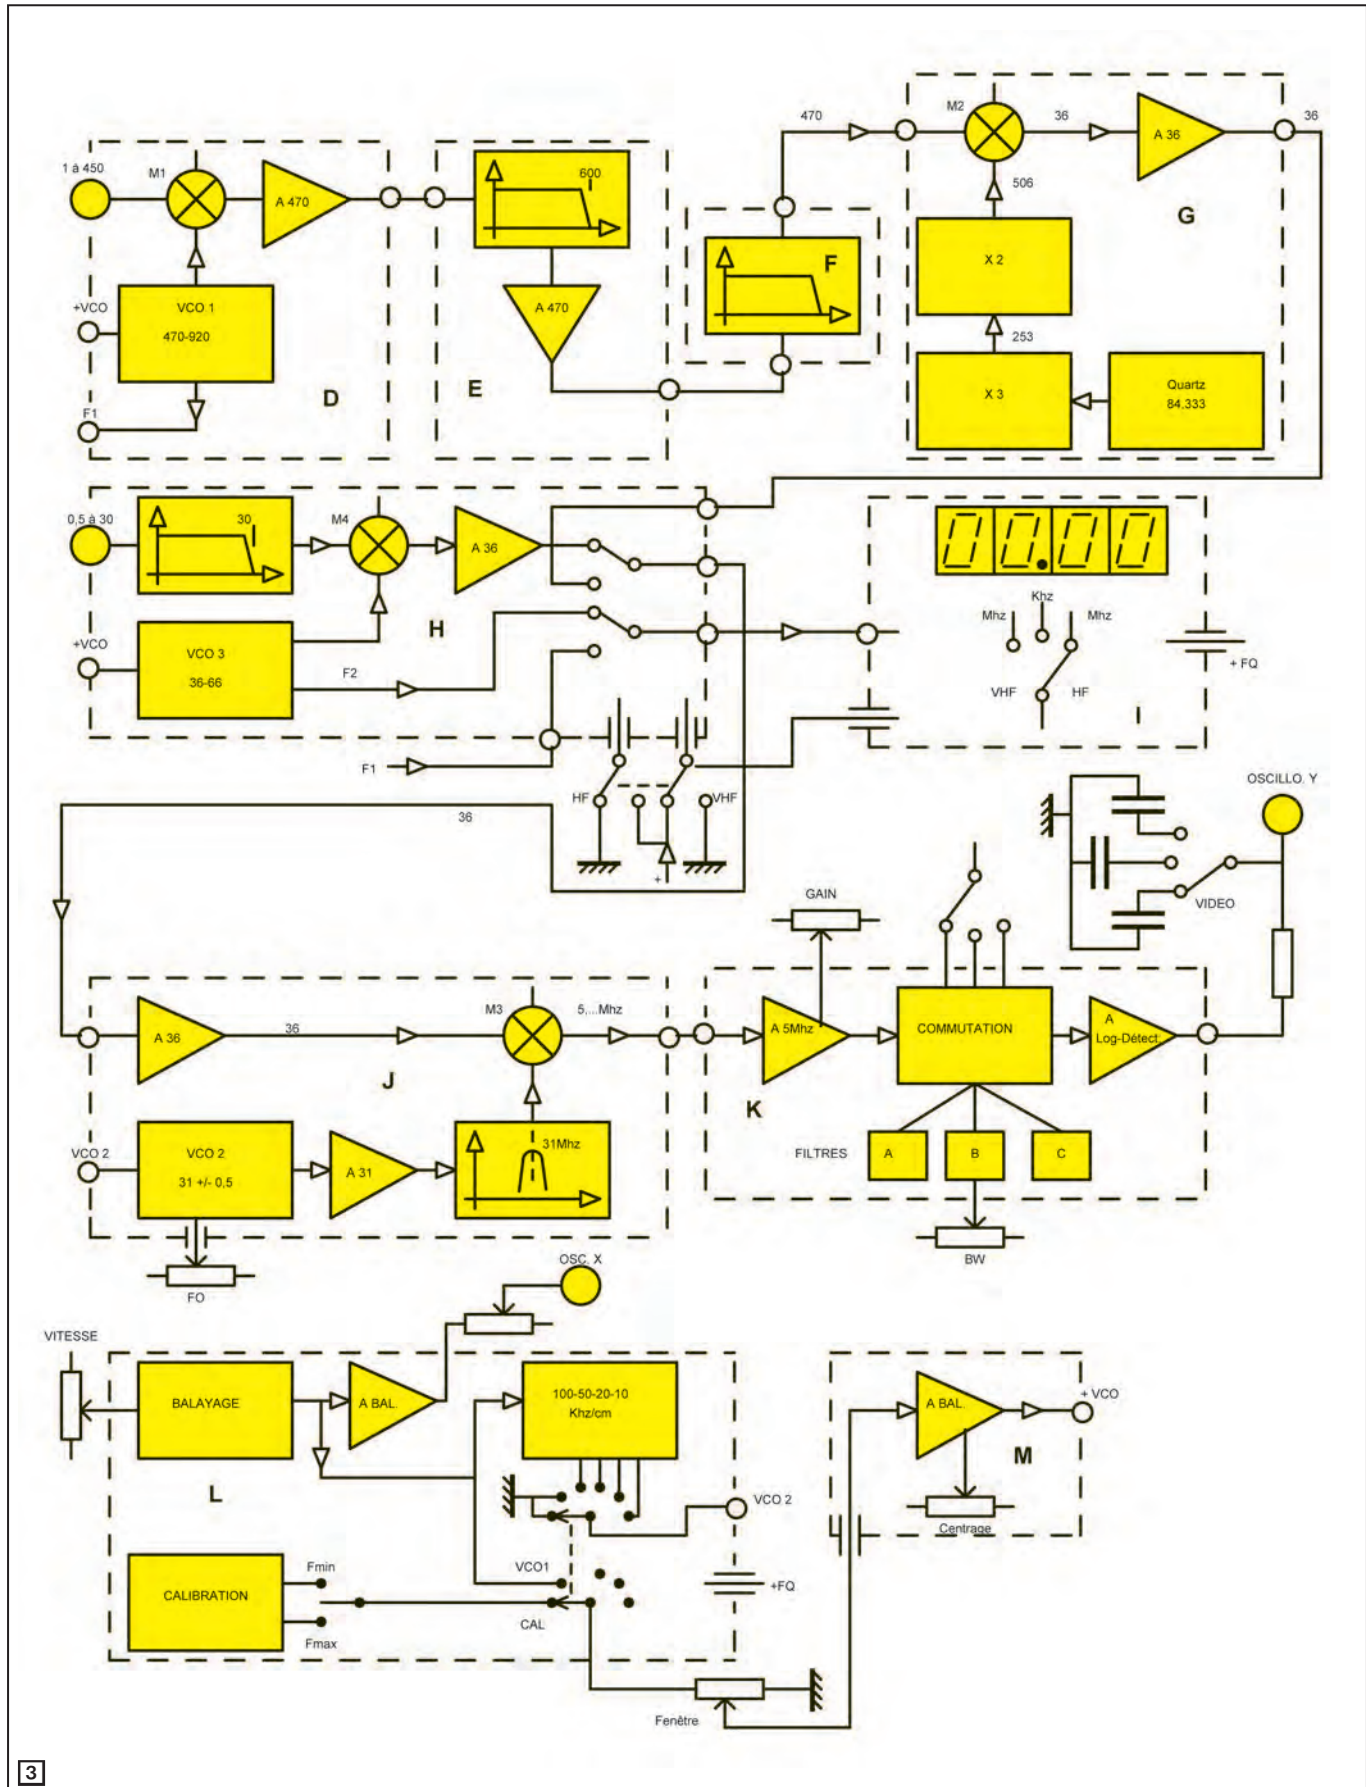 1 à 450
M1
A 470
+VCO
VCO 1
470-920
F1
D
600
A 470
E
470
F
M2
36
A 36
36
506
G
X 2
253
X 3
Quartz
84,333
0,5 à 30
30
M4
A 36
+VCO
VCO 3
36-66
H
F2
F1
HF
VHF
+
00.00
Khz
Mhz
Mhz
VHF
HF
+ FQ
I
36
OSCILLO. Y
VIDEO
GAIN
A 36
36
M3
5,...Mhz
J
VCO 2
VCO 2
31 +/- 0,5
A 31
31Mhz
FO
A 5Mhz
COMMUTATION
A
Log-Détect.
K
FILTRES
A
B
C
BW
OSC. X
VITESSE
BALAYAGE
A BAL.
100-50-20-10
Khz/cm
L
VCO 2
+FQ
CALIBRATION
Fmin
Fmax
VCO1
CAL
Fenêtre
A BAL.
+ VCO
M
Centrage
3